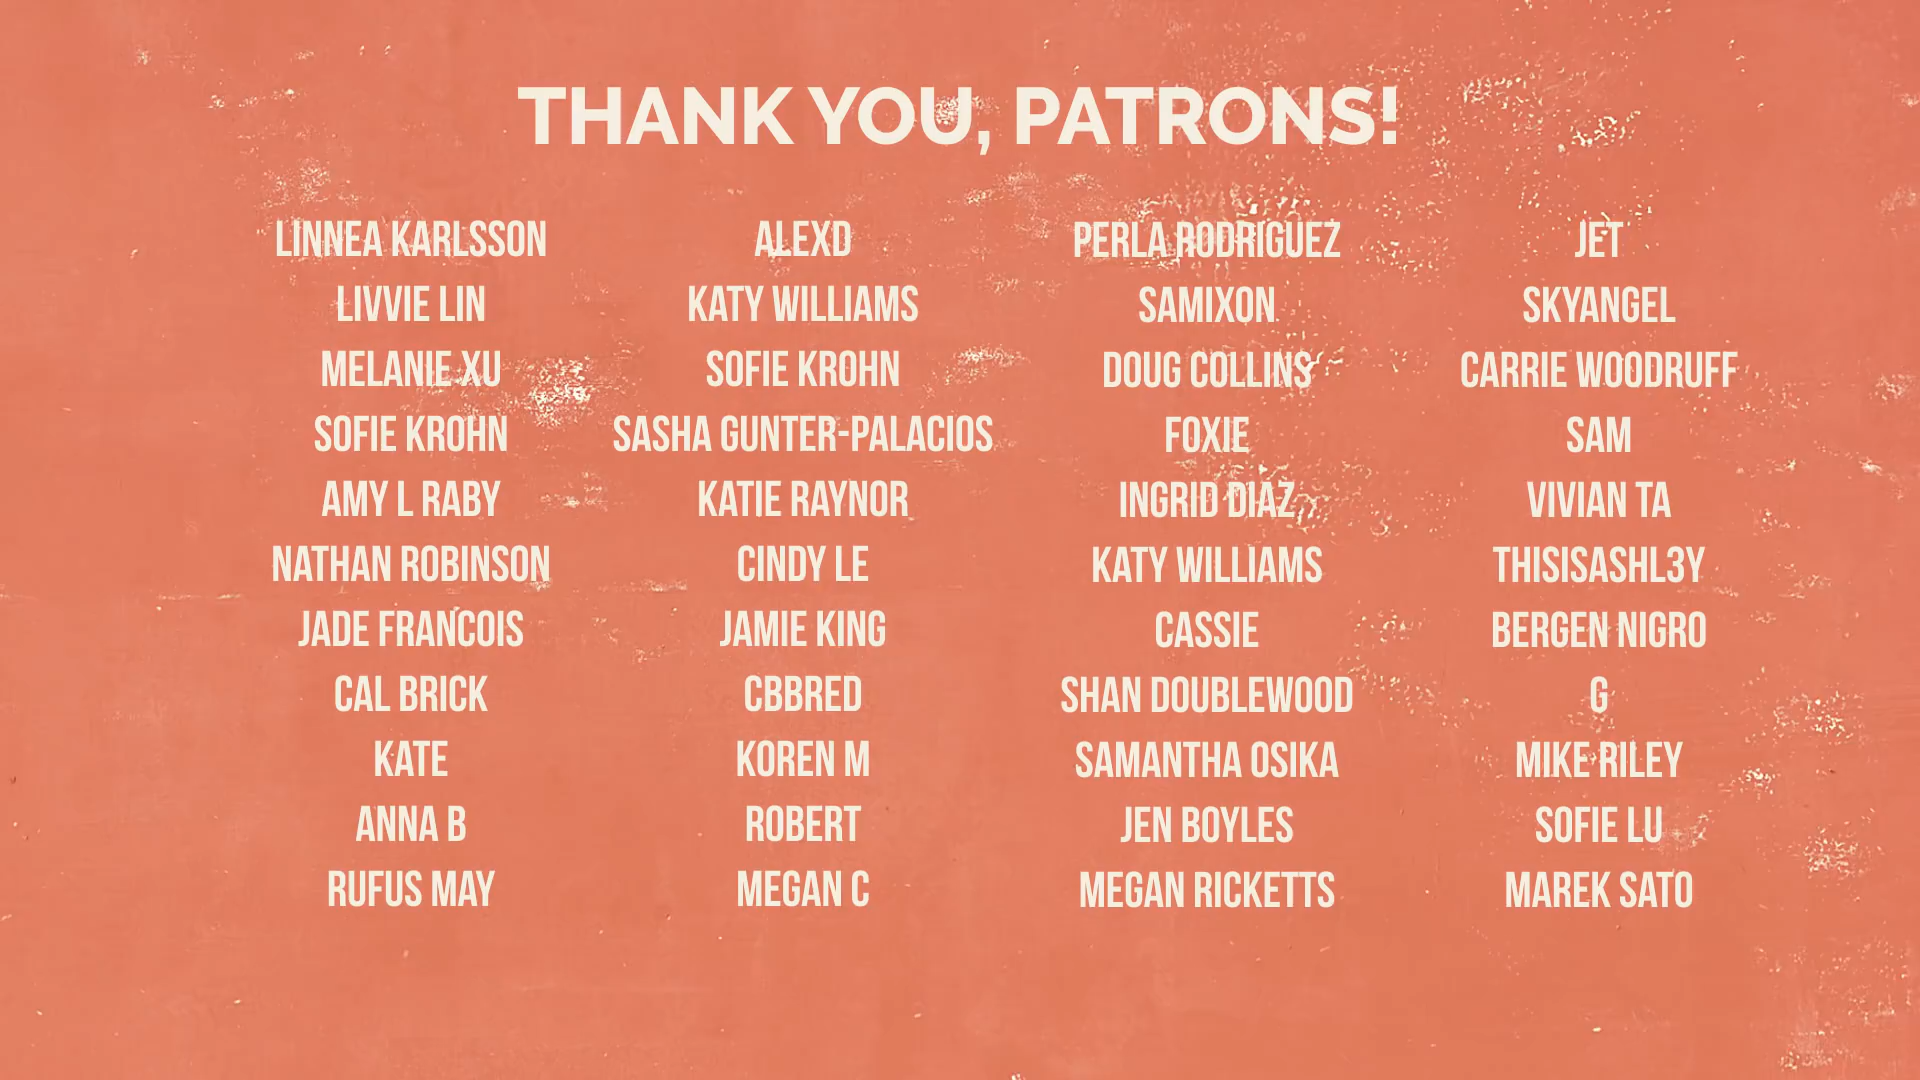 THANK YOU, PATRONS!
LINNEA KARLSSON
LIVVIE LIN
MELANIE XU
SOFIE KROHN
AMY L RABY
NATHAN ROBINSON
JADE FRANCOIS
CAL BRICK
KATE
ANNA B
RUFUS MAY
ALEXD
KATY WILLIAMS
SOFIE KROHN
SASHA GUNTER-PALACIOS
KATIE RAYNOR
CINDY LE
JAMIE KING
CBBRED
KOREN M
ROBERT
MEGAN C
PERLA RODRIGUEZ
SAMIXON
DOUG COLLINS
FOXIE
INGRID DIAZ
KATY WILLIAMS
CASSIE
SHAN DOUBLEWOOD
SAMANTHA OSIKA
JEN BOYLES
MEGAN RICKETTS
JET
SKYANGEL
CARRIE WOODRUFF
SAM
VIVIAN TA
THISISASHL3Y
BERGEN NIGRO
G
MIKE RILEY
SOFIE LU
MAREK SATO